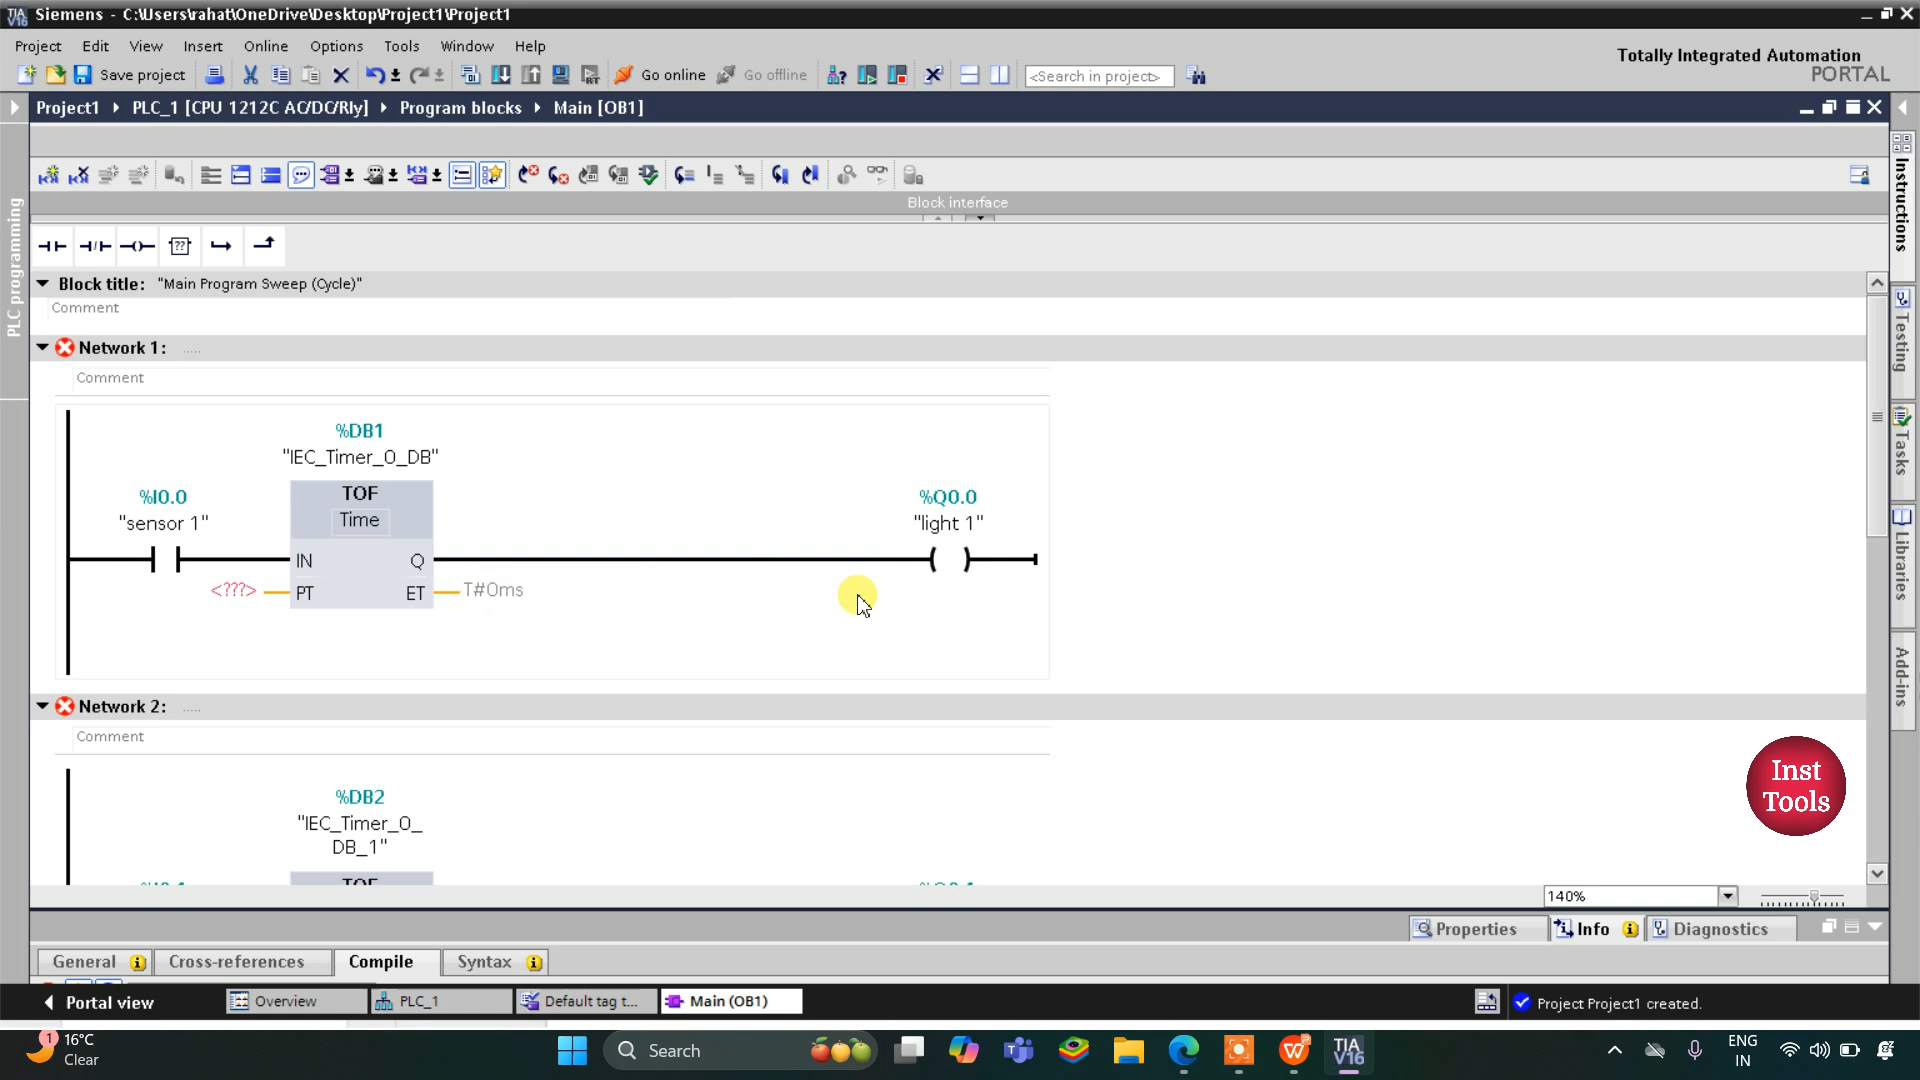 Siemens - C:\Users\rahat\OneDrive\Desktop\Project1\Project1
Project Edit View Insert Online Options Tools Window Help
Totally Integrated Automation
PORTAL
Save project Go online Go offline <Search in project>
Project1 PLC_1 [CPU 1212C AC/DC/Rly] Program blocks Main [OB1]
Block interface
PLC programming
Instructions
Testing
Tasks
Libraries
Add-ins
Block title: "Main Program Sweep (Cycle)"
Comment
Network 1: .....
Comment
%DB1
"IEC_Timer_0_DB"
%I0.0
"sensor 1"
TOF
Time
%Q0.0
"light 1"
IN Q
<???> PT ET T#0ms
Network 2: .....
Comment
%DB2
"IEC_Timer_0_
DB_1"
TOF
Inst
Tools
140%
Properties Info Diagnostics
General Cross-references Compile Syntax
Portal view Overview PLC_1 Default tag t... Main (OB1) Project Project1 created.
1
16°C
Clear
Search
TIA
V16
ENG
IN